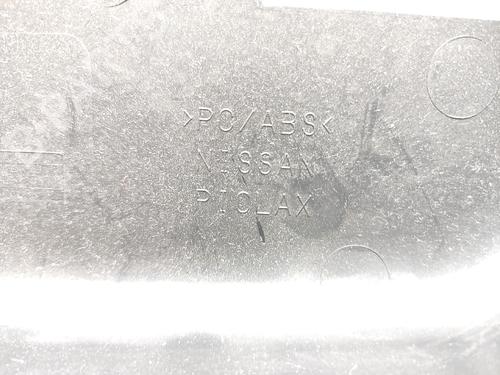 >PC/ABS<
NISSAN
PIOLAX